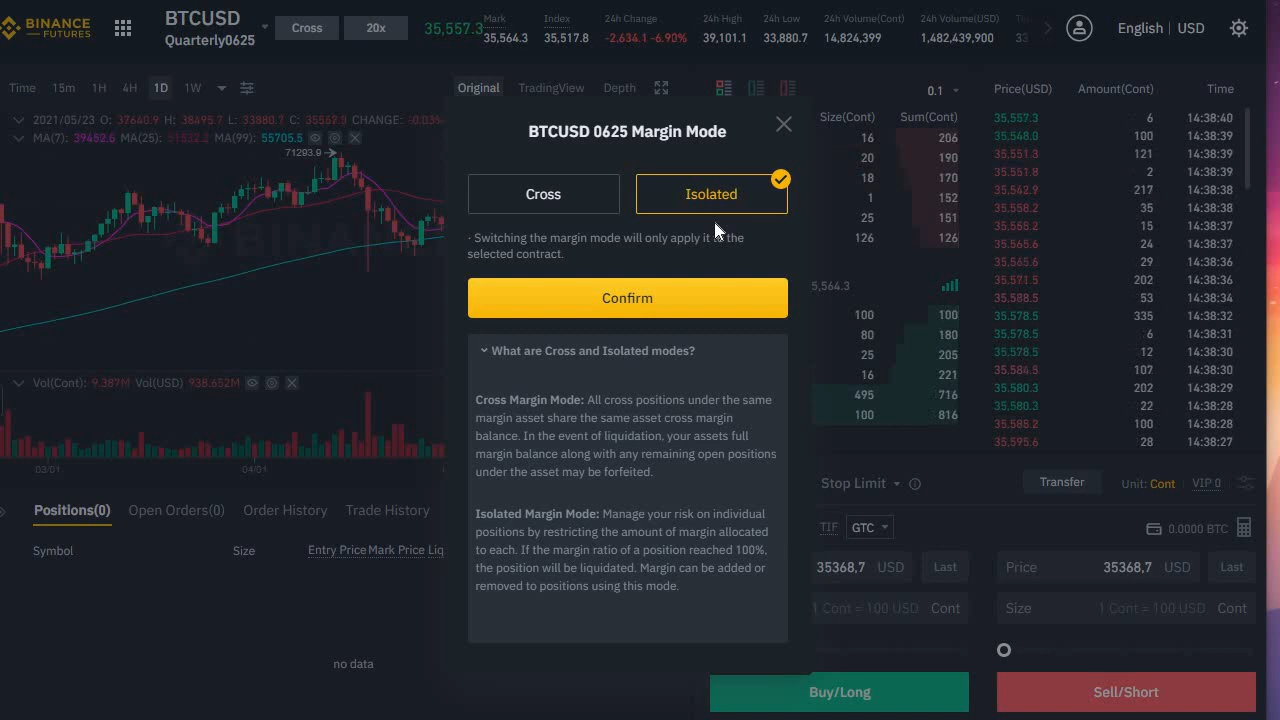 BINANCE
FUTURES
BTCUSD
Quarterly0625
Cross
20x
35,557.3
Mark
35,564.3
Index
35,517.8
24h Change
-2,634.1 -6.90%
24h High
39,101.1
24h Low
33,880.7
24h Volume(Cont)
14,824,399
24h Volume(USD)
1,482,439,900
33
English
USD
Time 15m 1H 4H 1D 1W
Original TradingView Depth
2021/05/23 O: 37640.9 H: 38495.7 L: 33880.7 C: CHANGE: -0.03%
MA(7): 39452.6 MA(25): MA(99): 55705.5
71293.9
Vol(Cont): 9.387M Vol(USD) 938.652M
03/01 04/01
BTCUSD 0625 Margin Mode
Cross
Isolated
- Switching the margin mode will only apply it to the
selected contract.
Confirm
What are Cross and Isolated modes?
Cross Margin Mode: All cross positions under the same
margin asset share the same asset cross margin
balance. In the event of liquidation, your assets full
margin balance along with any remaining open positions
under the asset may be forfeited.
Isolated Margin Mode: Manage your risk on individual
positions by restricting the amount of margin allocated
to each. If the margin ratio of a position reached 100%,
the position will be liquidated. Margin can be added or
removed to positions using this mode.
0.1
Size(Cont) Sum(Cont)
16 206
20 190
18 170
1 152
25 151
126 126
5,564.3
100 100
80 180
25 205
16 221
495 716
100 816
Price(USD) Amount(Cont) Time
35,557.3 6 14:38:40
35,548.0 100 14:38:39
35,551.3 121 14:38:39
35,551.8 2 14:38:39
35,542.9 217 14:38:38
35,558.2 35 14:38:38
35,558.2 15 14:38:37
35,565.6 24 14:38:37
35,565.6 29 14:38:36
35,571.5 202 14:38:36
35,588.5 53 14:38:34
35,578.5 335 14:38:32
35,578.5 6 14:38:31
35,578.5 12 14:38:30
35,584.5 107 14:38:30
35,580.3 202 14:38:29
35,580.3 22 14:38:28
35,588.2 100 14:38:28
35,595.6 28 14:38:27
Positions(0) Open Orders(0) Order History Trade History
Symbol Size Entry Price Mark Price Liq
no data
Stop Limit
Transfer
Unit: Cont
VIP 0
TIF GTC
0.0000 BTC
35368,7 USD Last
Price 35368,7 USD Last
1 Cont = 100 USD Cont
Size 1 Cont = 100 USD Cont
Buy/Long
Sell/Short